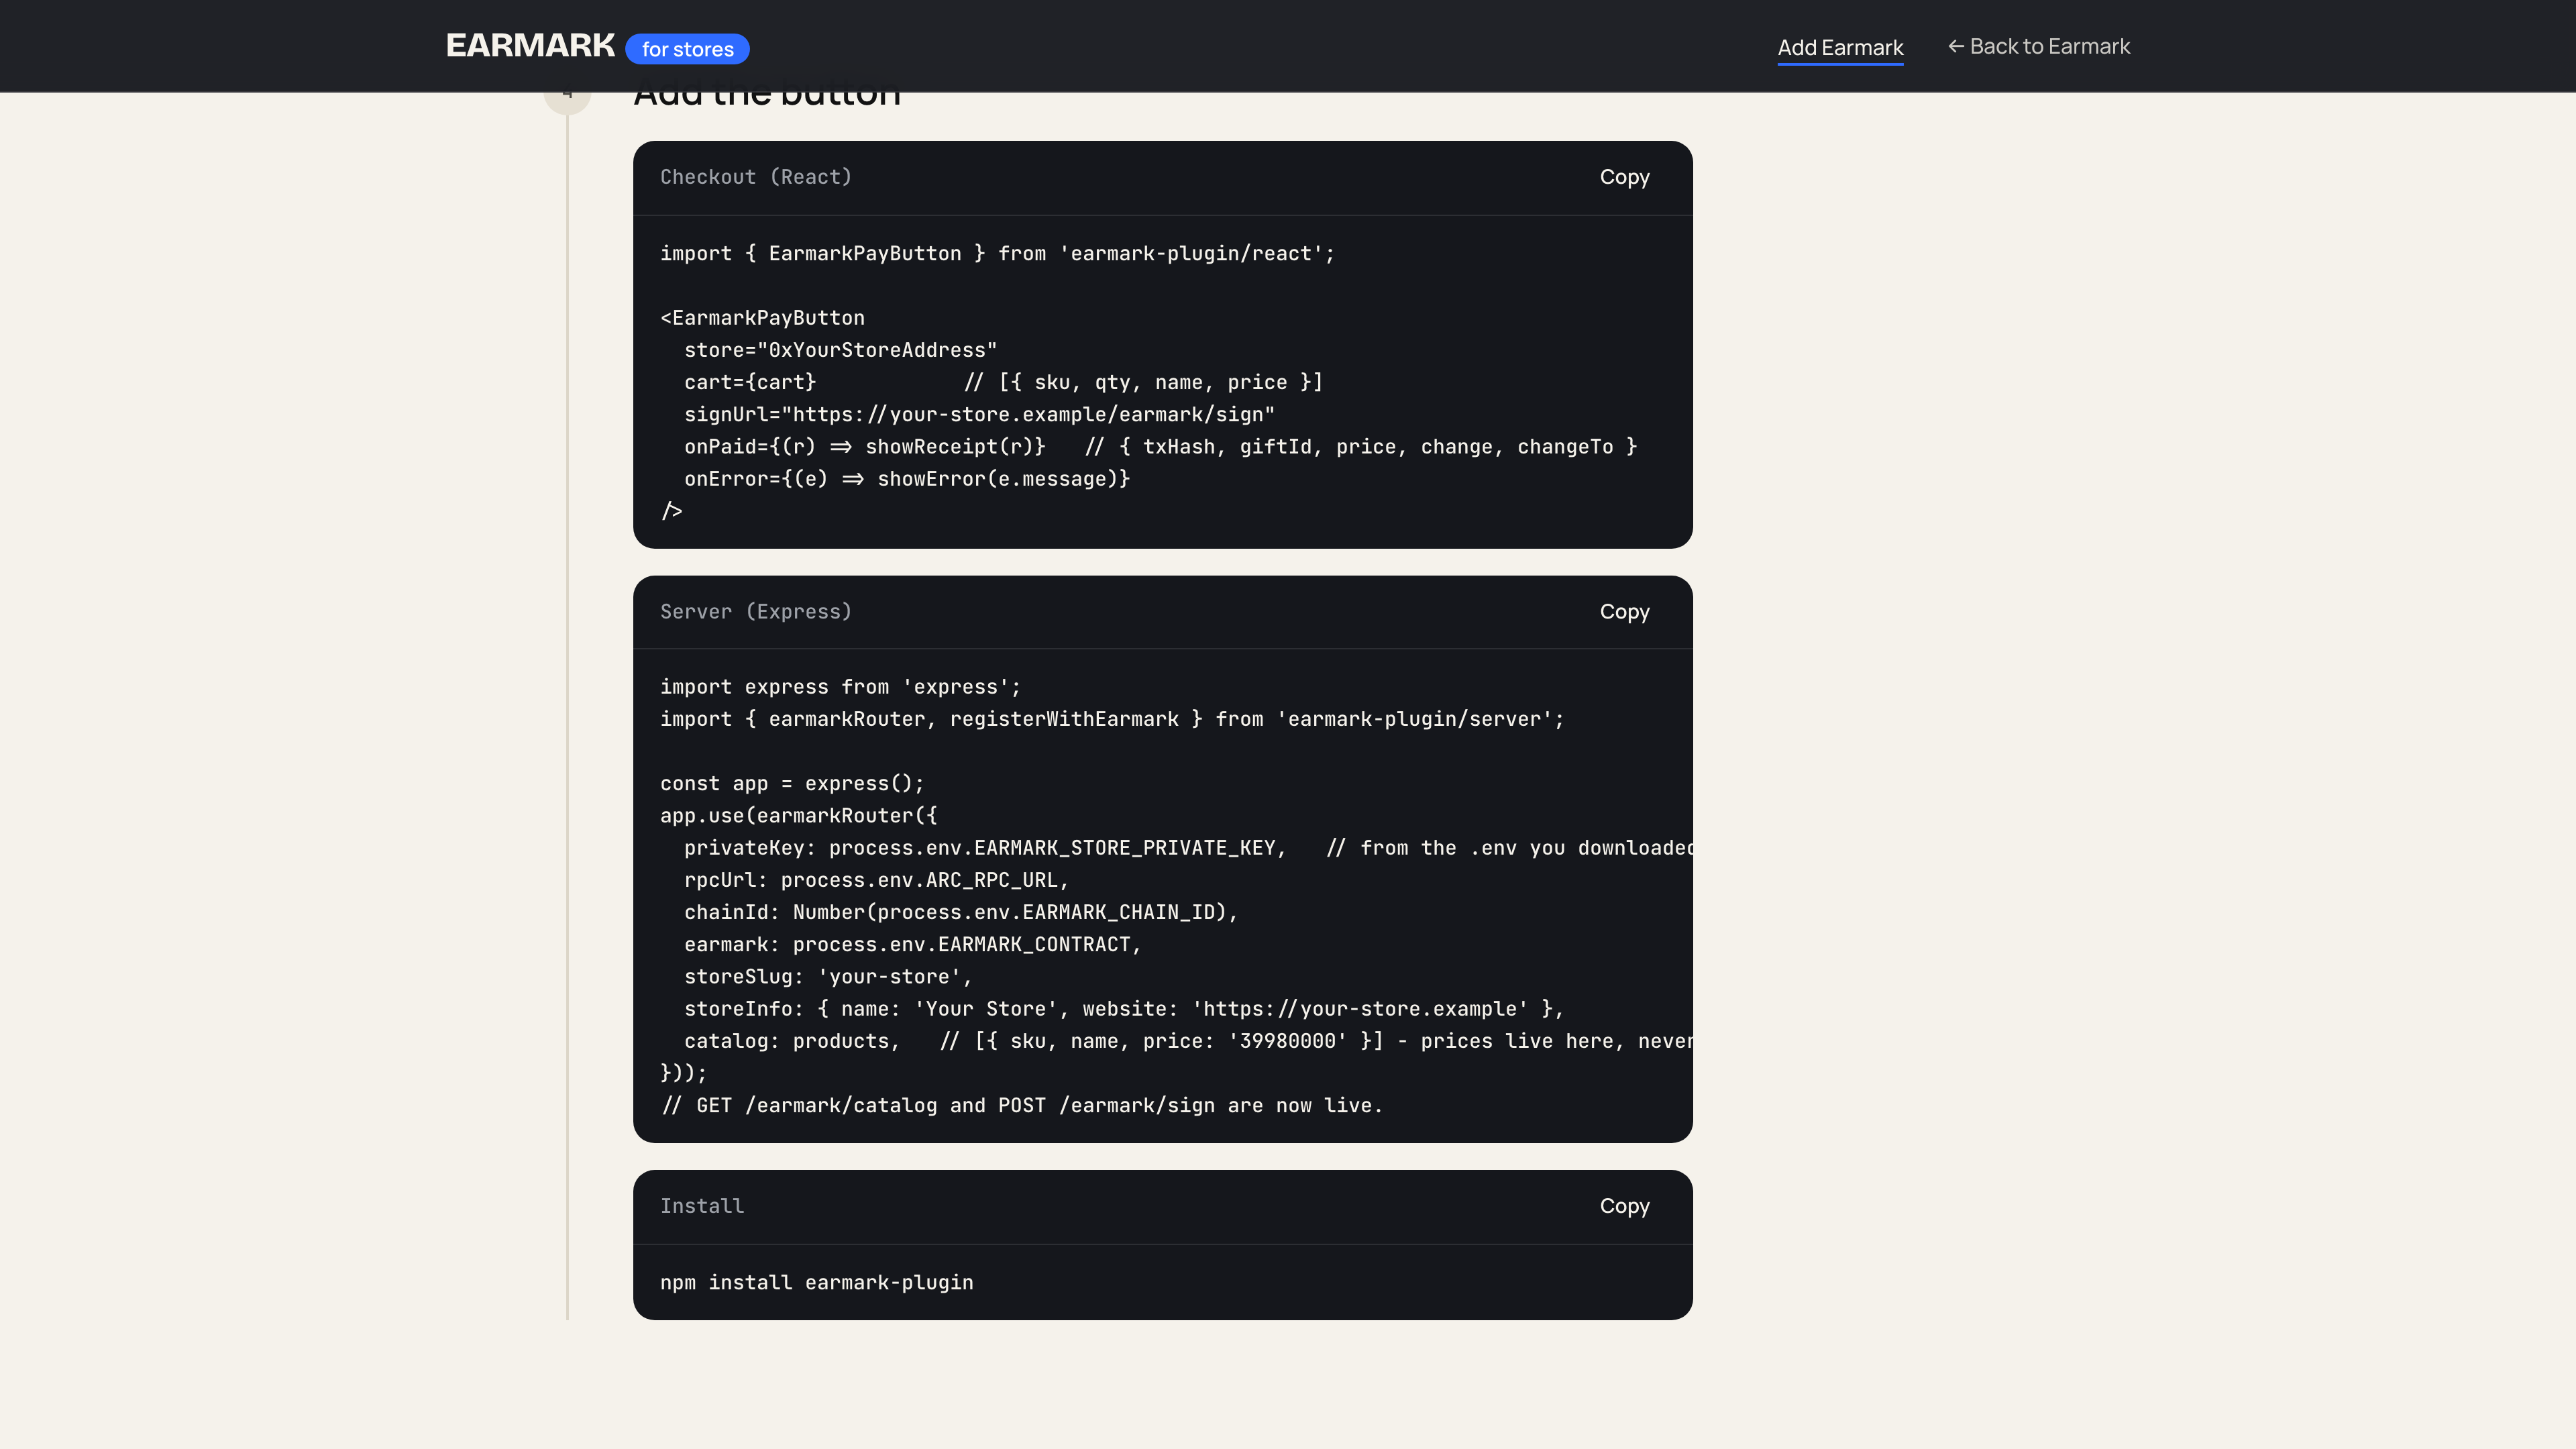 EARMARK for stores
Add Earmark
← Back to Earmark
4
Add the button
Checkout (React)
Copy
import { EarmarkPayButton } from 'earmark-plugin/react';
<EarmarkPayButton
  store="0xYourStoreAddress"
  cart={cart}            // [{ sku, qty, name, price }]
  signUrl="https://your-store.example/earmark/sign"
  onPaid={(r) => showReceipt(r)}   // { txHash, giftId, price, change, changeTo }
  onError={(e) => showError(e.message)}
/>
Server (Express)
Copy
import express from 'express';
import { earmarkRouter, registerWithEarmark } from 'earmark-plugin/server';
const app = express();
app.use(earmarkRouter({
  privateKey: process.env.EARMARK_STORE_PRIVATE_KEY,   // from the .env you downloaded
  rpcUrl: process.env.ARC_RPC_URL,
  chainId: Number(process.env.EARMARK_CHAIN_ID),
  earmark: process.env.EARMARK_CONTRACT,
  storeSlug: 'your-store',
  storeInfo: { name: 'Your Store', website: 'https://your-store.example' },
  catalog: products,   // [{ sku, name, price: '39980000' }] - prices live here, never
}));
// GET /earmark/catalog and POST /earmark/sign are now live.
Install
Copy
npm install earmark-plugin